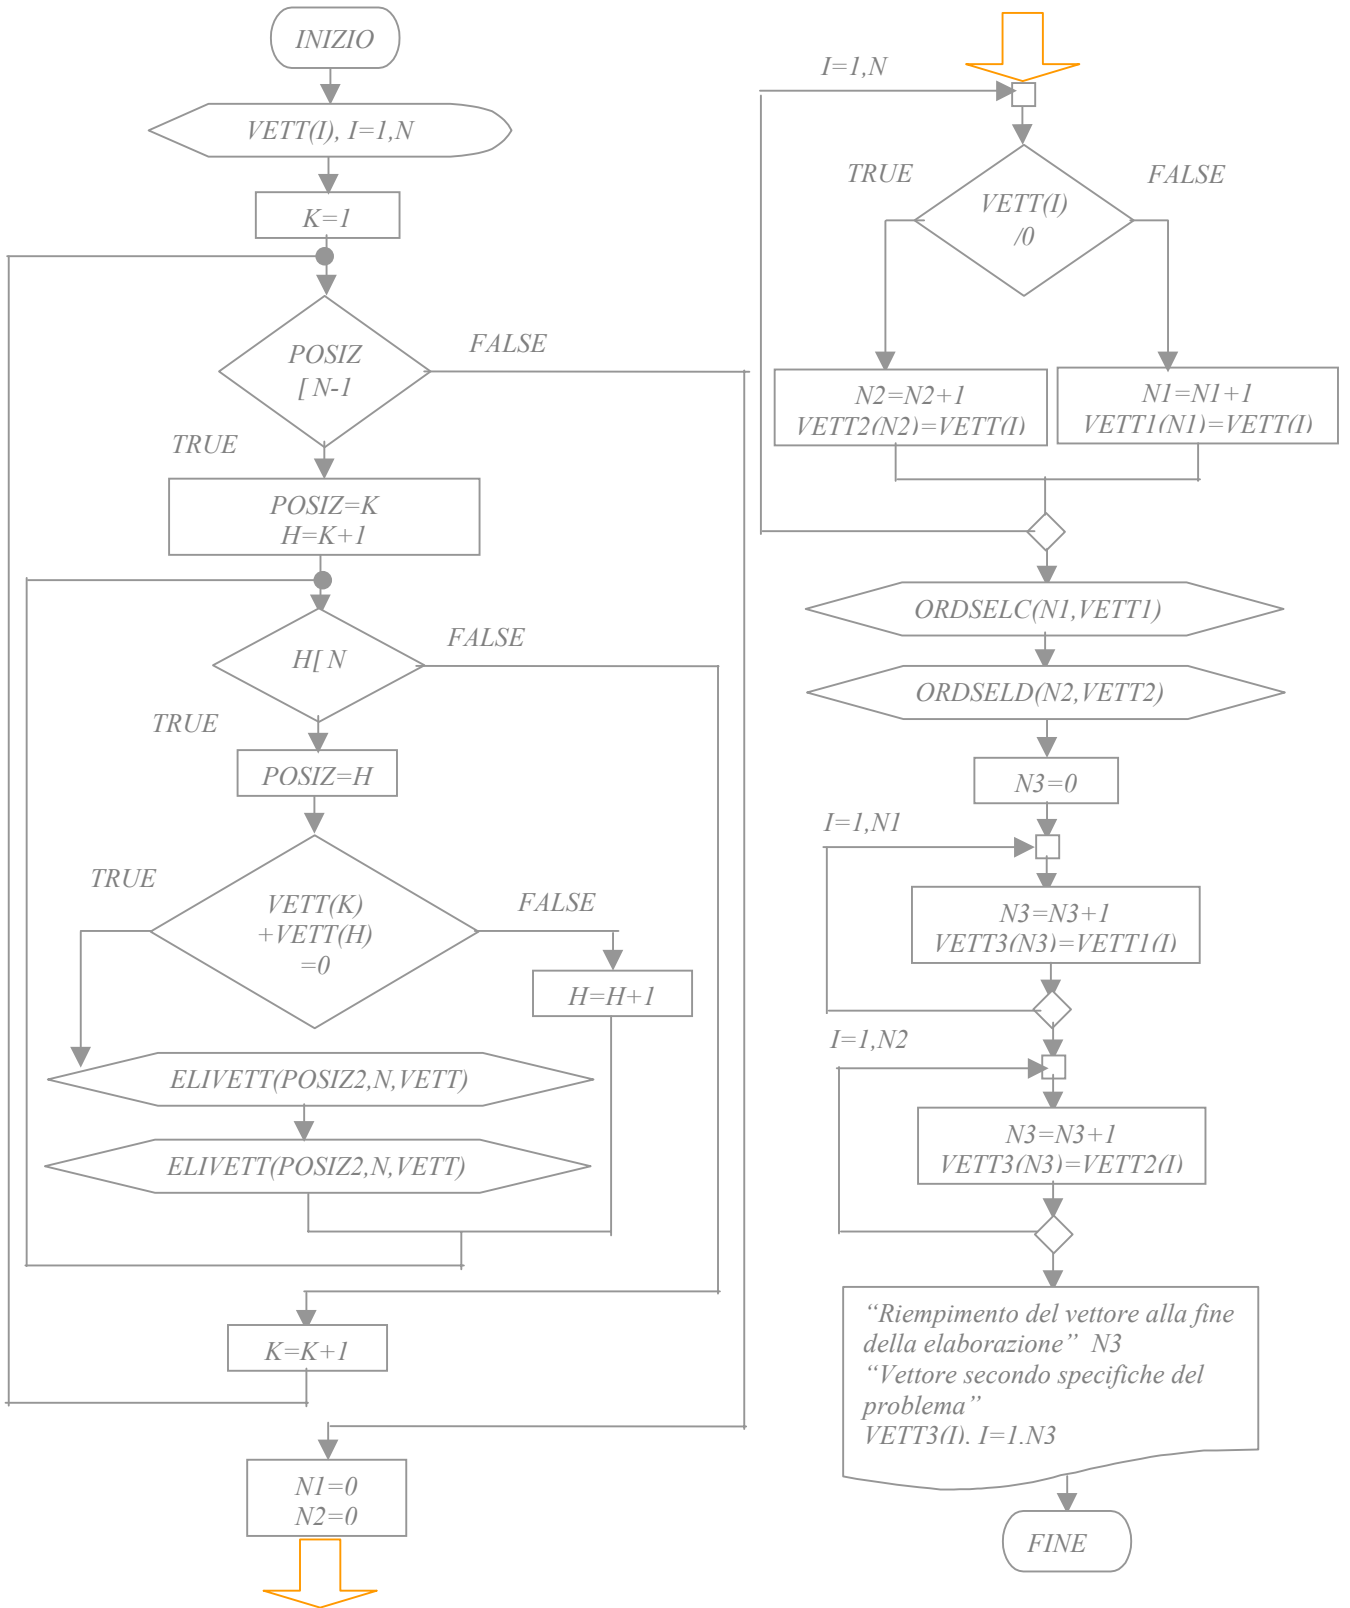 INIZIO
VETT(I), I=1,N
K=1
POSIZ
[ N-1
FALSE
TRUE
POSIZ=K
H=K+1
H[ N
FALSE
TRUE
POSIZ=H
TRUE
VETT(K)
+VETT(H)
=0
FALSE
H=H+1
ELIVETT(POSIZ2,N,VETT)
ELIVETT(POSIZ2,N,VETT)
K=K+1
N1=0
N2=0
I=1,N
TRUE
FALSE
VETT(I)
/0
N2=N2+1
VETT2(N2)=VETT(I)
N1=N1+1
VETT1(N1)=VETT(I)
ORDSELC(N1,VETT1)
ORDSELD(N2,VETT2)
N3=0
I=1,N1
N3=N3+1
VETT3(N3)=VETT1(I)
I=1,N2
N3=N3+1
VETT3(N3)=VETT2(I)
“Riempimento del vettore alla fine
della elaborazione” N3
“Vettore secondo specifiche del
problema”
VETT3(I). I=1.N3
FINE